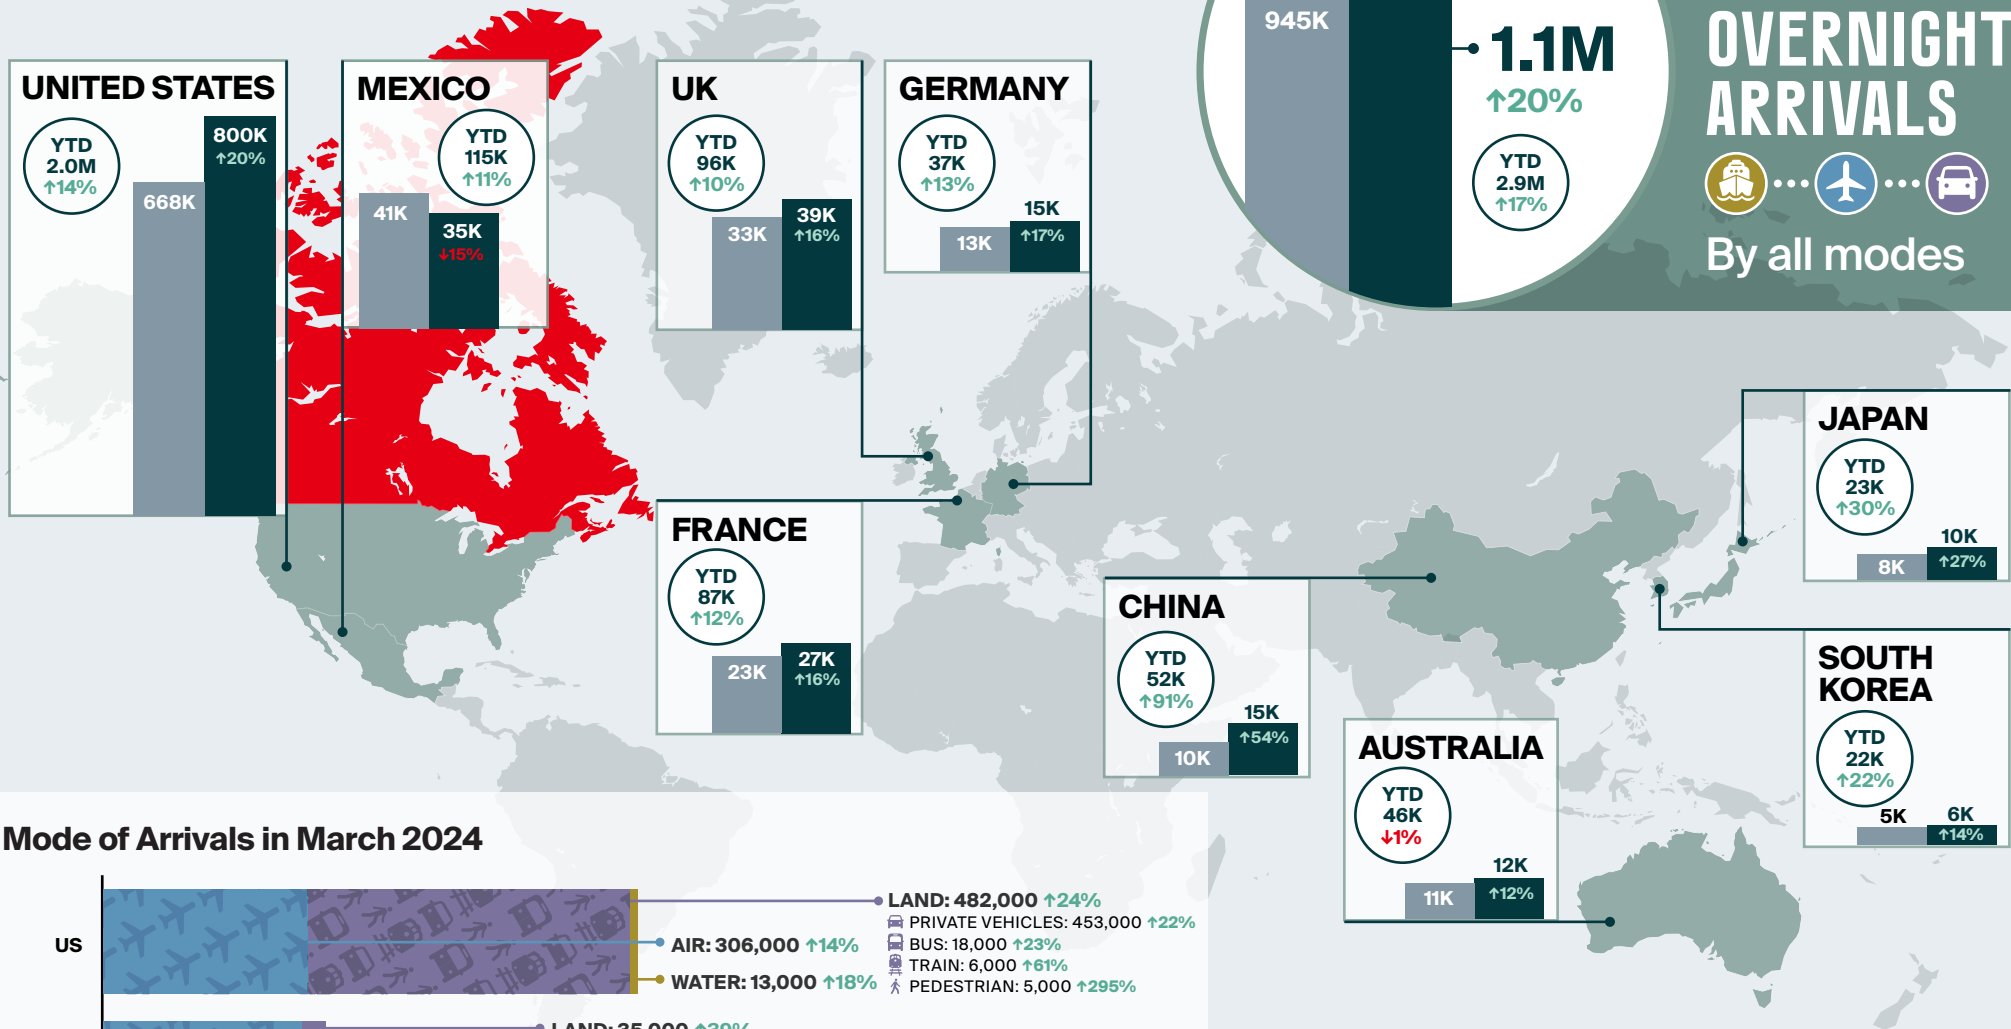 945K
1.1M
↑20%
YTD
2.9M
↑17%
OVERNIGHT
ARRIVALS
By all modes
UNITED STATES
YTD
2.0M
↑14%
668K
800K
↑20%
MEXICO
YTD
115K
↑11%
41K
35K
↓15%
UK
YTD
96K
↑10%
33K
39K
↑16%
GERMANY
YTD
37K
↑13%
13K
15K
↑17%
FRANCE
YTD
87K
↑12%
23K
27K
↑16%
CHINA
YTD
52K
↑91%
10K
15K
↑54%
JAPAN
YTD
23K
↑30%
8K
10K
↑27%
SOUTH
KOREA
YTD
22K
↑22%
5K
6K
↑14%
AUSTRALIA
YTD
46K
↓1%
11K
12K
↑12%
Mode of Arrivals in March 2024
US
AIR: 306,000 ↑14%
WATER: 13,000 ↑18%
LAND: 482,000 ↑24%
PRIVATE VEHICLES: 453,000 ↑22%
BUS: 18,000 ↑23%
TRAIN: 6,000 ↑61%
PEDESTRIAN: 5,000 ↑295%
LAND: 35,000